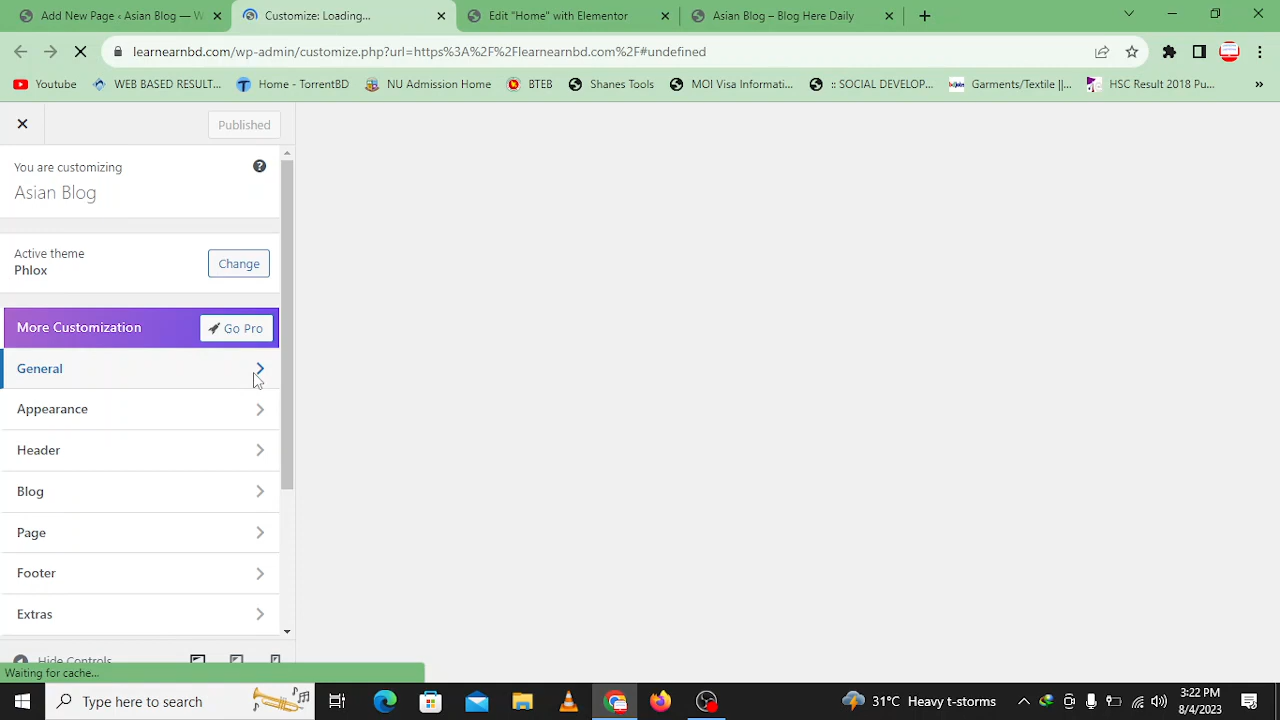 Add New Page ‹ Asian Blog — W
Customize: Loading...
Edit "Home" with Elementor
Asian Blog – Blog Here Daily
learnearnbd.com/wp-admin/customize.php?url=https%3A%2F%2Flearnearnbd.com%2F#undefined
Youtube
WEB BASED RESULT...
Home - TorrentBD
NU Admission Home
BTEB
Shanes Tools
MOI Visa Informati...
:: SOCIAL DEVELOP...
Garments/Textile ||...
HSC Result 2018 Pu...
Published
You are customizing
Asian Blog
Active theme
Phlox
Change
More Customization
Go Pro
General
Appearance
Header
Blog
Page
Footer
Extras
Hide Controls
Waiting for cache...
Type here to search
31°C Heavy t-storms
3:22 PM
8/4/2023